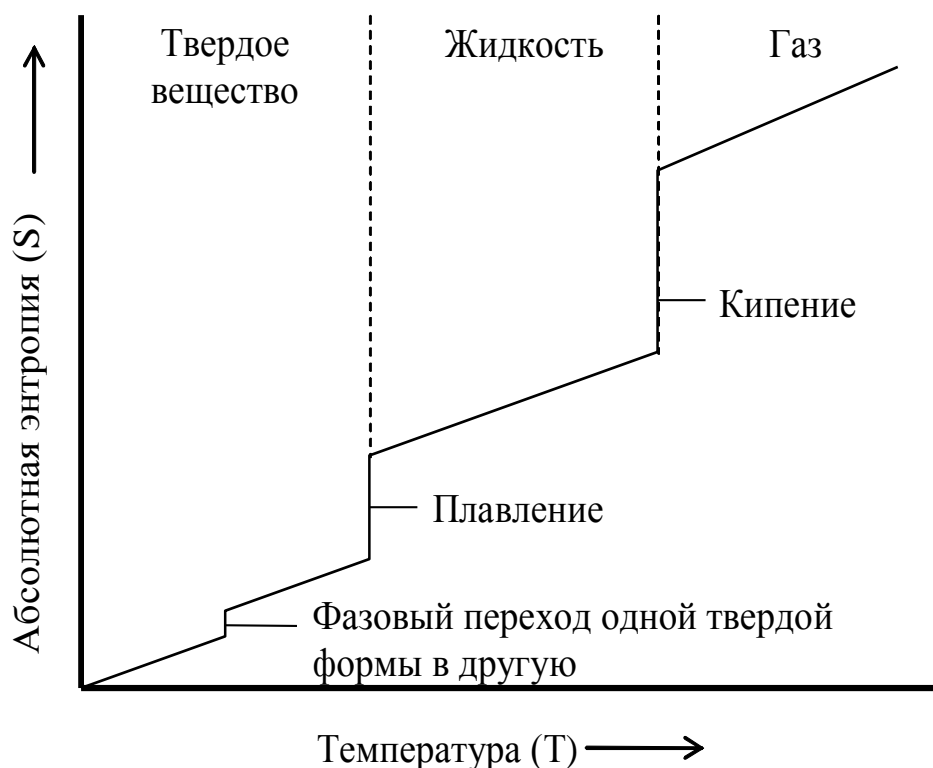 Твердое
вещество
Жидкость
Газ
Абсолютная энтропия (S)
Кипение
Плавление
Фазовый переход одной твердой
формы в другую
Температура (T)